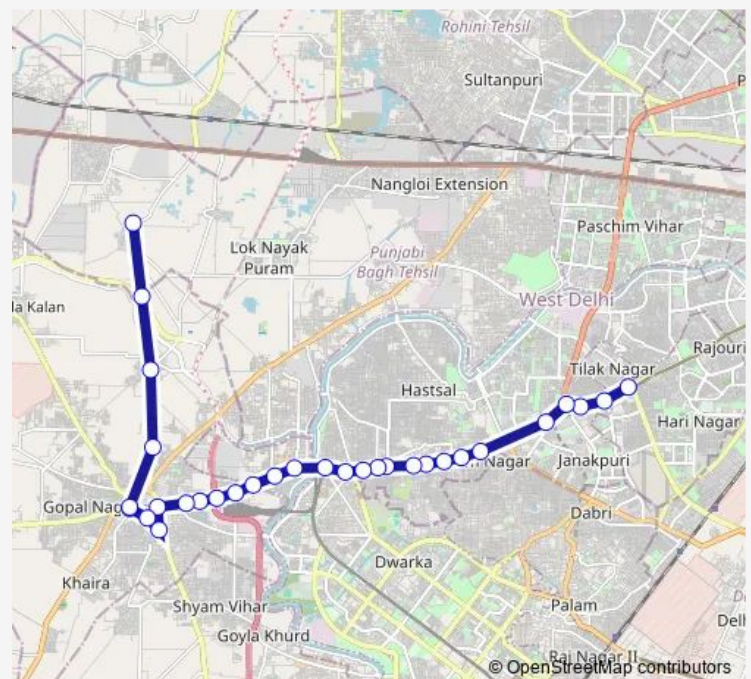 Rohini Tehsil
Sultanpuri
Nangloi Extension
Paschim Vihar
Lok Nayak
Puram
Punjabi
Bagh Tehsil
West Delhi
Kalan
Rajouri
Tilak Nagar
Hastsal
Hari Nagar
Nagar
Janakpuri
Gopal Nag
Dabri
Dwarka
Khaira
Shyam Vihar
Palam
Goyla Khurd
Raj Nagar II
© OpenStreetMap contributors